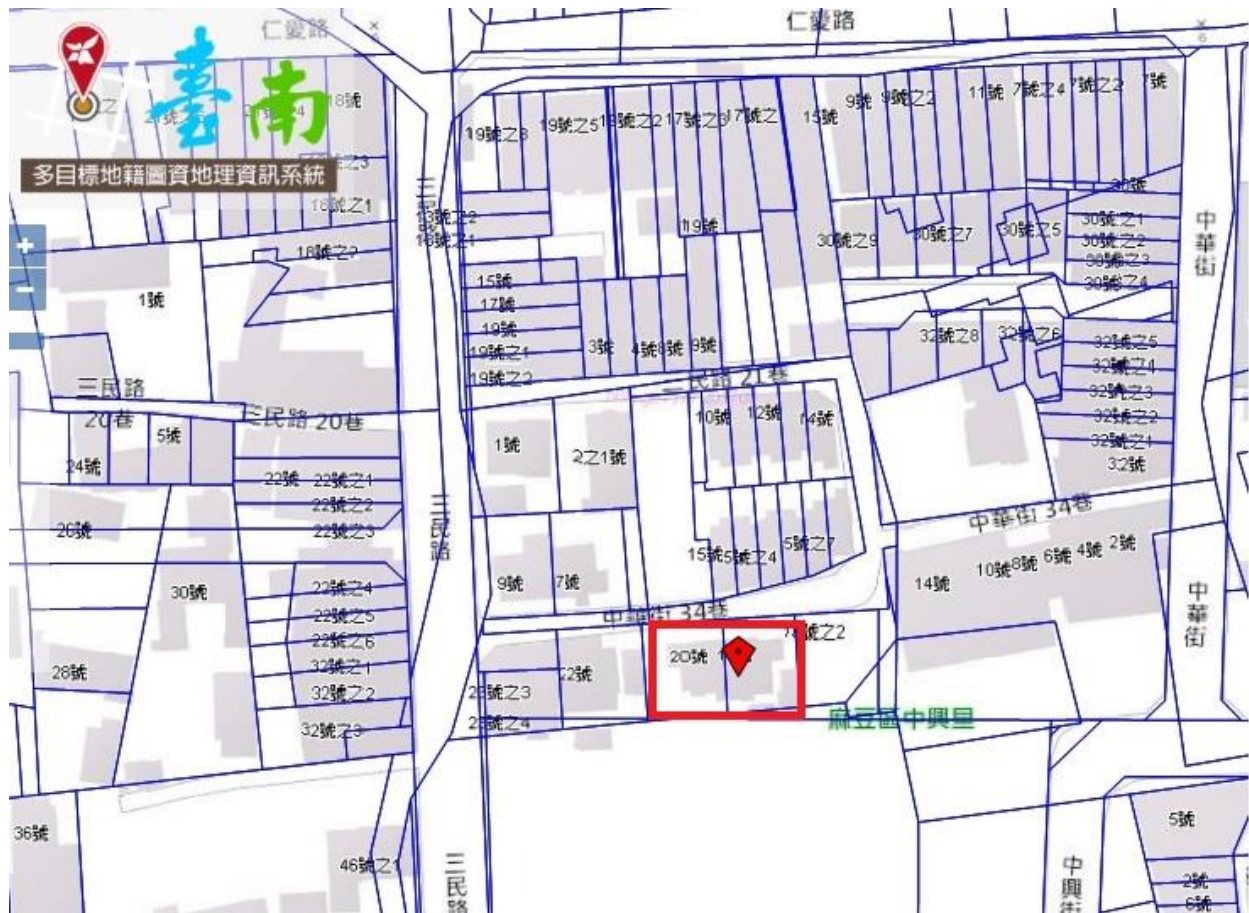 仁愛路
仁愛路
臺南
多目標地籍圖資地理資訊系統
18號
18號之1
18號之2
1號
三民路
20巷
三民路 20巷
24號
5號
22號
22號之1
22號之2
22號之3
26號
30號
22號之4
22號之5
22號之6
32號之1
32號之2
32號之3
28號
36號
46號之1
三民路
三民路
19號之3
19號之5
19號之2
17號之3
17號之
15號
9號
9號之2
11號
7號之4
7號之2
7號
13號之2
13號之1
19號
30號之9
30號之7
30號之5
30號
30號之1
30號之2
30號之3
30號之4
中華街
15號
17號
19號
19號之1
19號之2
3號
4號
8號
9號
32號之8
32號之6
32號之5
32號之4
32號之3
32號之2
32號之1
32號
三民路 21巷
1號
2之1號
10號
12號
14號
15號
5號之4
5號之7
中華街 34巷
14號
10號
8號
6號
4號
2號
9號
7號
中華街 34巷
中華街
22號
20號
23號之3
23號之4
麻豆區中興里
5號
2號
6號
中興街